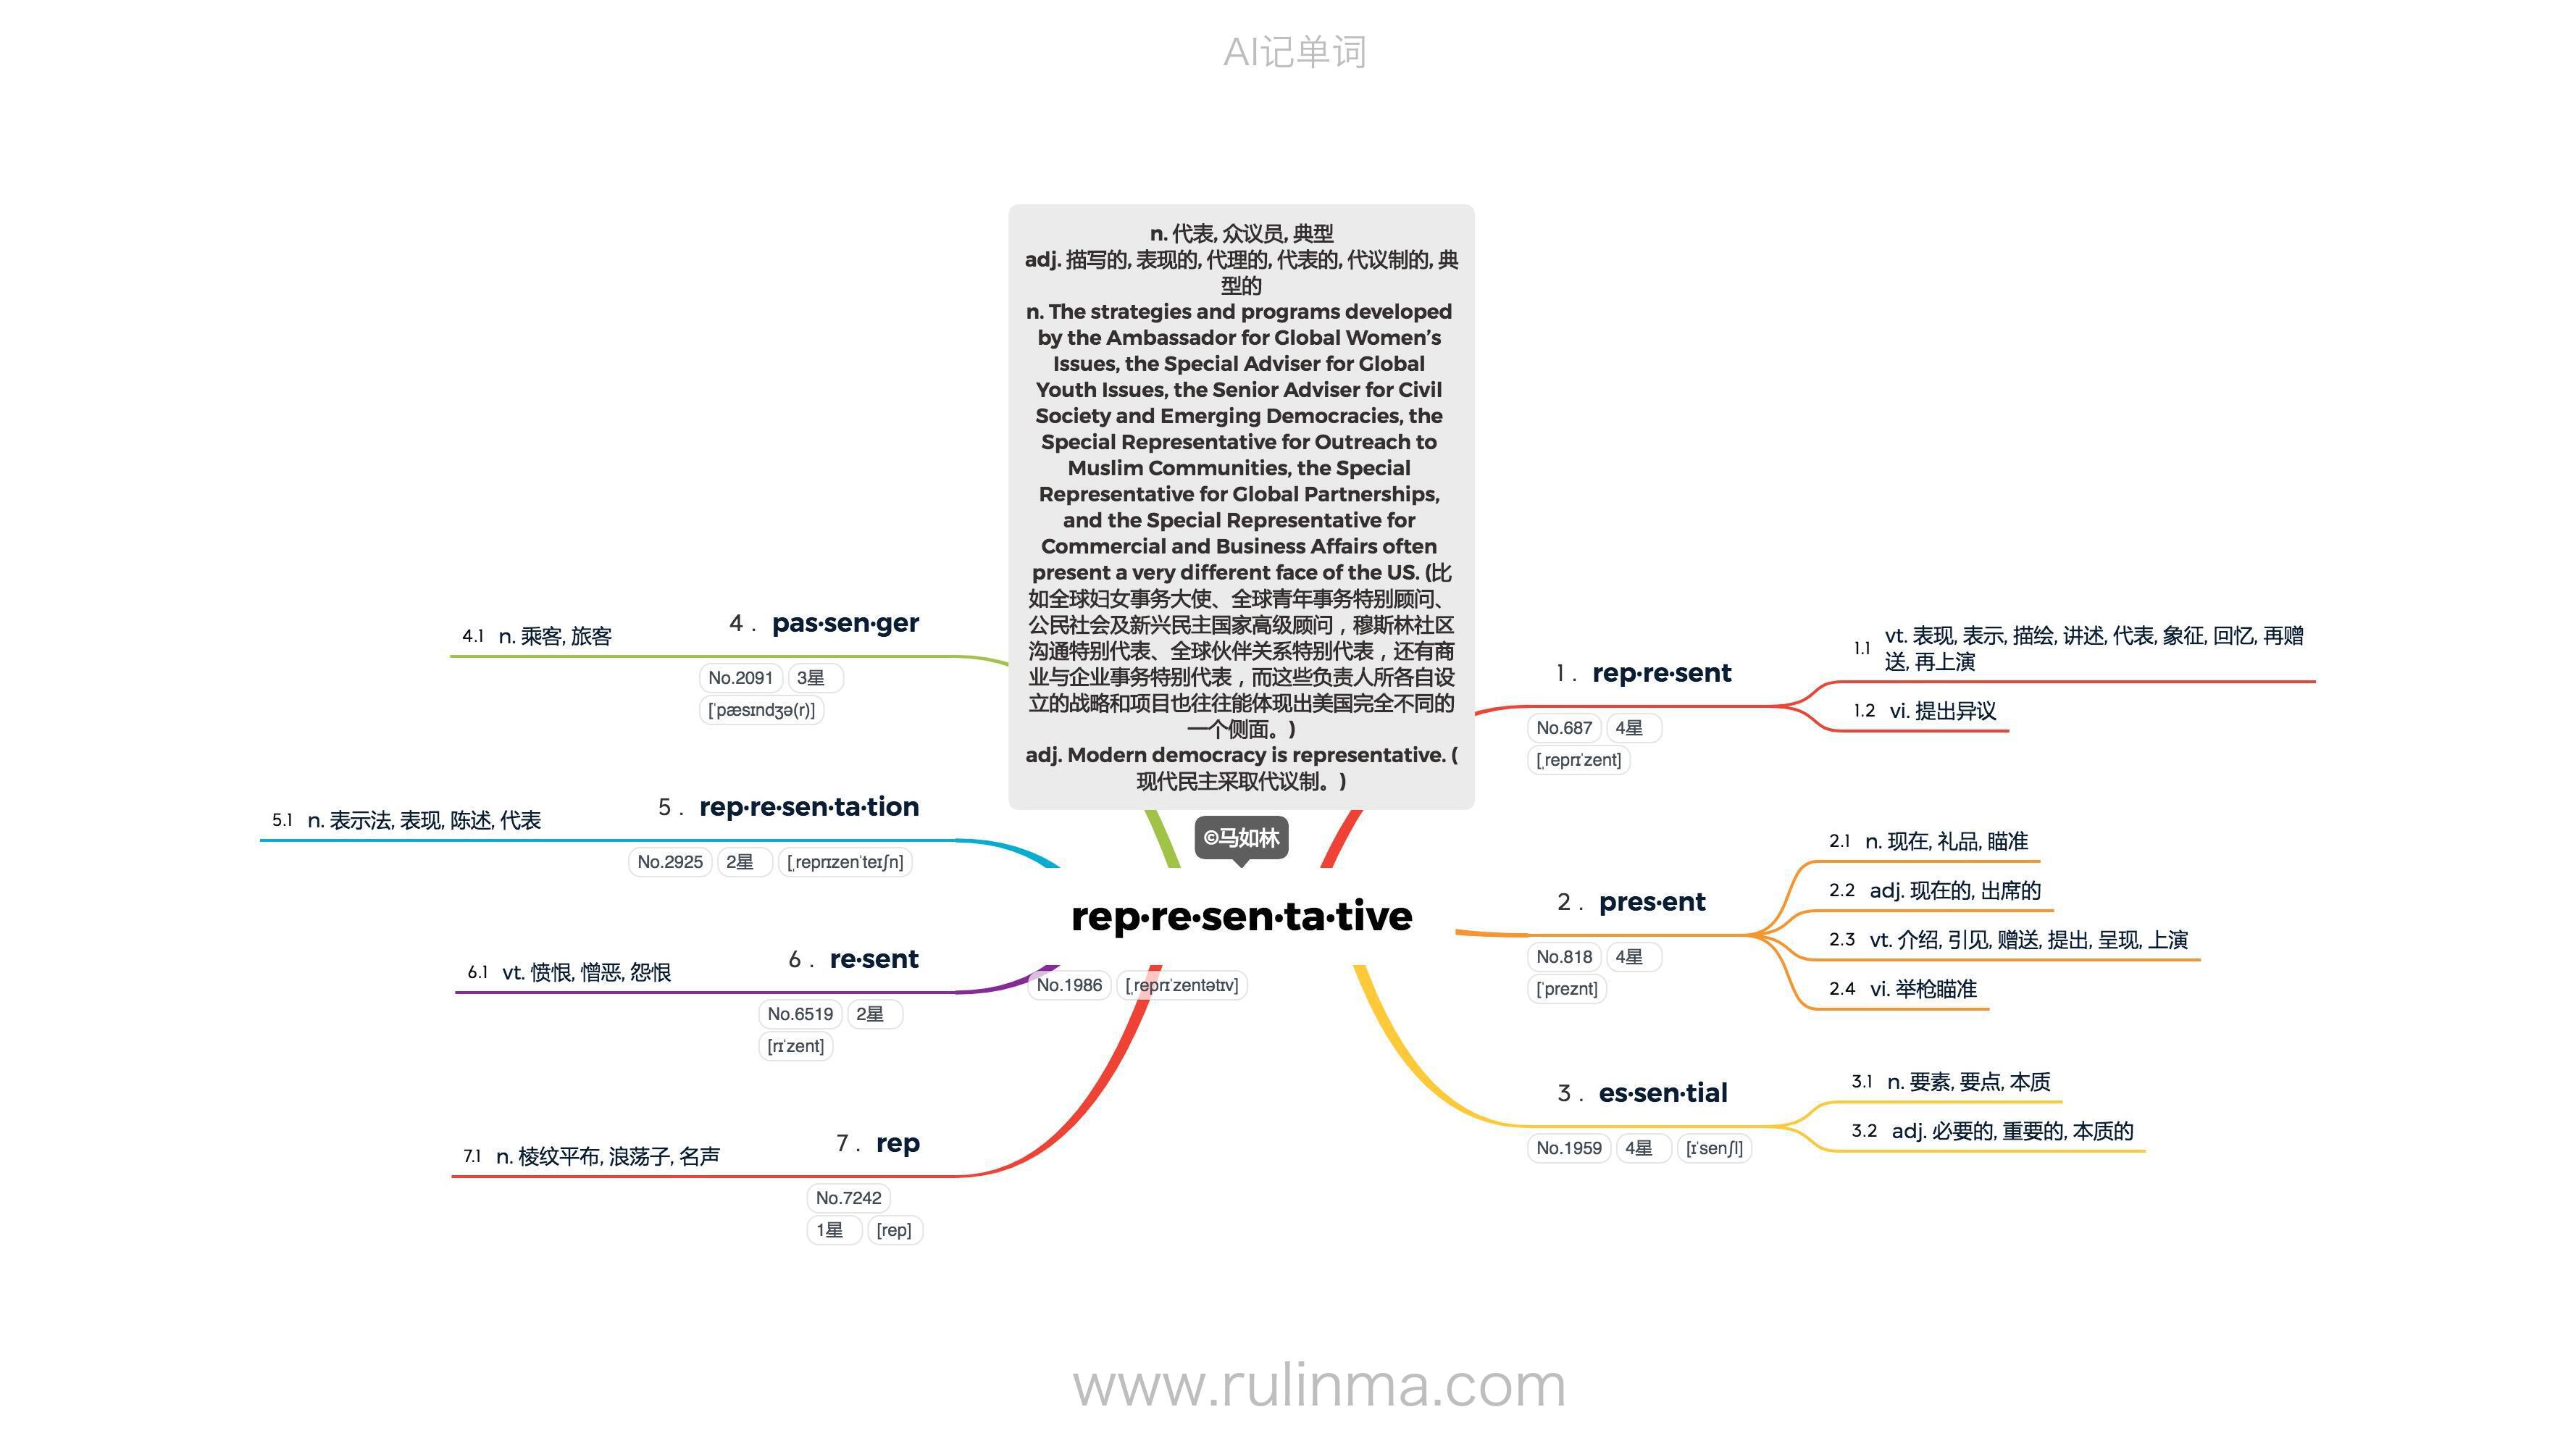 AI记单词
n. 代表, 众议员, 典型
adj. 描写的, 表现的, 代理的, 代表的, 代议制的, 典
型的
n. The strategies and programs developed
by the Ambassador for Global Women’s
Issues, the Special Adviser for Global
Youth Issues, the Senior Adviser for Civil
Society and Emerging Democracies, the
Special Representative for Outreach to
Muslim Communities, the Special
Representative for Global Partnerships,
and the Special Representative for
Commercial and Business Affairs often
present a very different face of the US. (比
如全球妇女事务大使、全球青年事务特别顾问、
公民社会及新兴民主国家高级顾问，穆斯林社区
沟通特别代表、全球伙伴关系特别代表，还有商
业与企业事务特别代表，而这些负责人所各自设
立的战略和项目也往往能体现出美国完全不同的
一个侧面。)
adj. Modern democracy is representative. (
现代民主采取代议制。)
©马如林
rep·re·sen·ta·tive
No.1986 [ˌreprɪˈzentətɪv]
1. rep·re·sent
No.687 4星
[ˌreprɪˈzent]
1.1 vt. 表现, 表示, 描绘, 讲述, 代表, 象征, 回忆, 再赠
送, 再上演
1.2 vi. 提出异议
2. pres·ent
No.818 4星
[ˈpreznt]
2.1 n. 现在, 礼品, 瞄准
2.2 adj. 现在的, 出席的
2.3 vt. 介绍, 引见, 赠送, 提出, 呈现, 上演
2.4 vi. 举枪瞄准
3. es·sen·tial
No.1959 4星 [ɪˈsenʃl]
3.1 n. 要素, 要点, 本质
3.2 adj. 必要的, 重要的, 本质的
4. pas·sen·ger
No.2091 3星
[ˈpæsɪndʒə(r)]
4.1 n. 乘客, 旅客
5. rep·re·sen·ta·tion
No.2925 2星 [ˌreprɪzenˈteɪʃn]
5.1 n. 表示法, 表现, 陈述, 代表
6. re·sent
No.6519 2星
[rɪˈzent]
6.1 vt. 愤恨, 憎恶, 怨恨
7. rep
No.7242
1星 [rep]
7.1 n. 棱纹平布, 浪荡子, 名声
www.rulinma.com